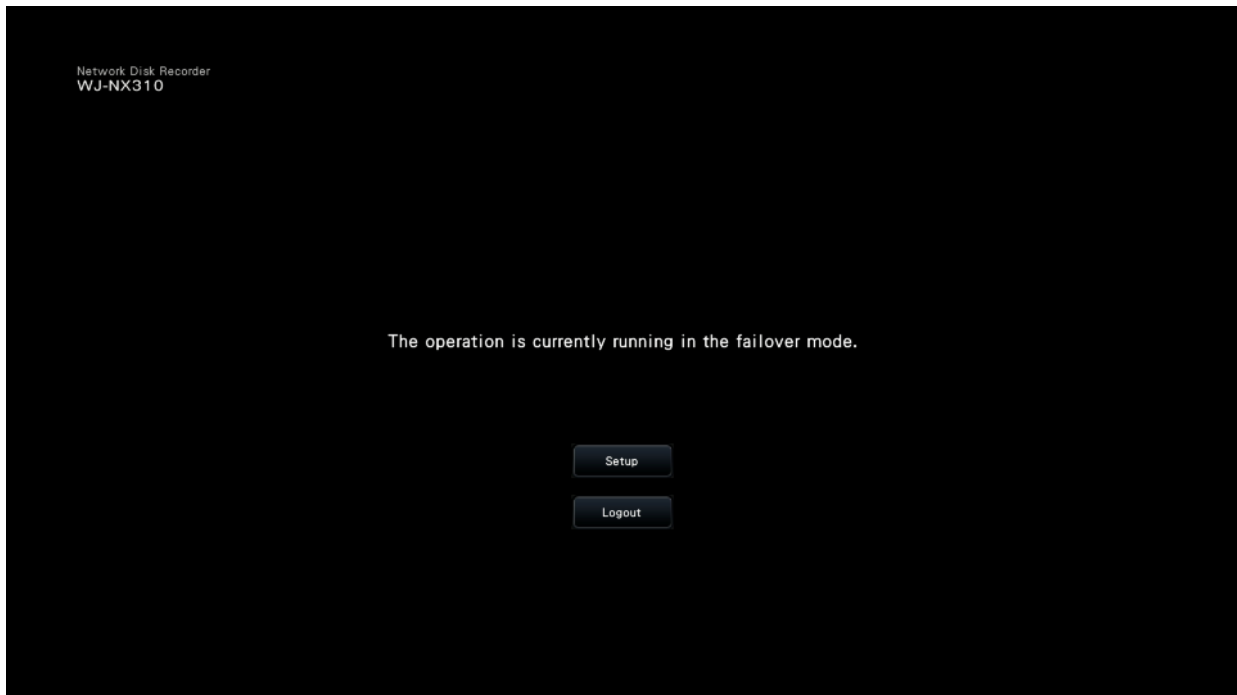 Network Disk Recorder
WJ-NX310
The operation is currently running in the failover mode.
Setup
Logout